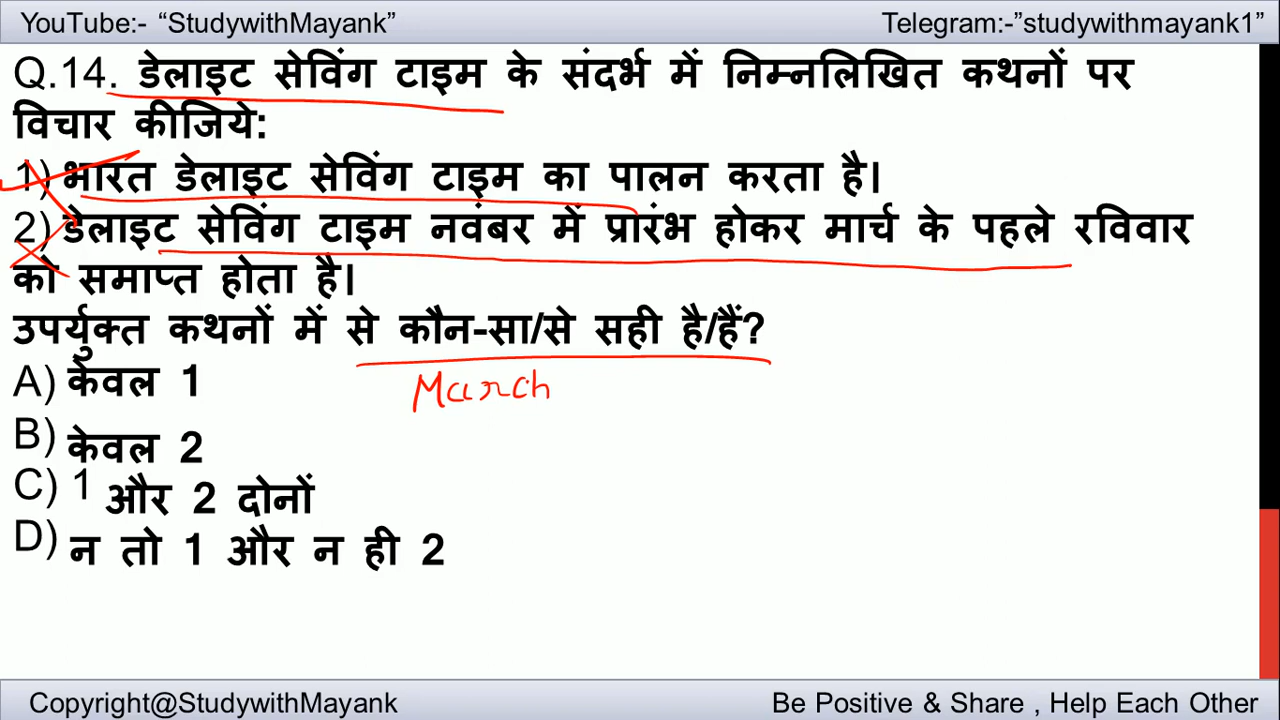 YouTube:- “StudywithMayank”
Telegram:-”studywithmayank1”
Q.14. डेलाइट सेविंग टाइम के संदर्भ में निम्नलिखित कथनों पर
विचार कीजिये:
1) भारत डेलाइट सेविंग टाइम का पालन करता है।
2) डेलाइट सेविंग टाइम नवंबर में प्रारंभ होकर मार्च के पहले रविवार
को समाप्त होता है।
उपर्युक्त कथनों में से कौन-सा/से सही है/हैं?
A) केवल 1
March
B) केवल 2
C) 1 और 2 दोनों
D) न तो 1 और न ही 2
Copyright@StudywithMayank
Be Positive & Share , Help Each Other